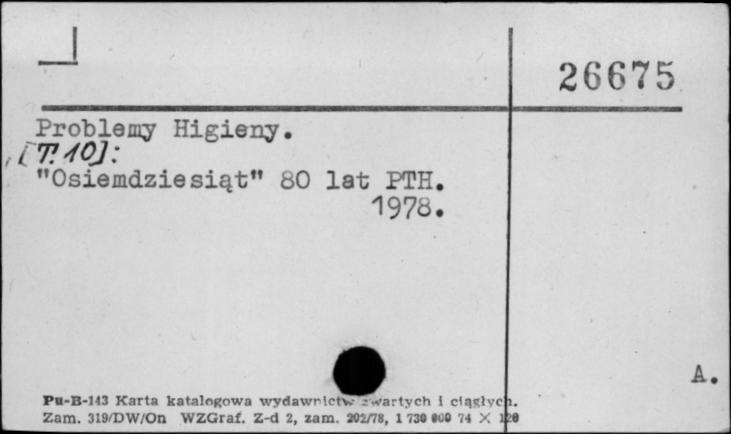 26675
Problemy Higieny.
[T. 10]:
"Osiemdziesiąt" 80 lat PTH.
1978.
A.
Pu-B-143 Karta katalogowa wydawnictw zwartych i ciągłych.
Zam. 319/DW/On WZGraf. Z-d 2, zam. 202/78, 1 730 000 74 X 120